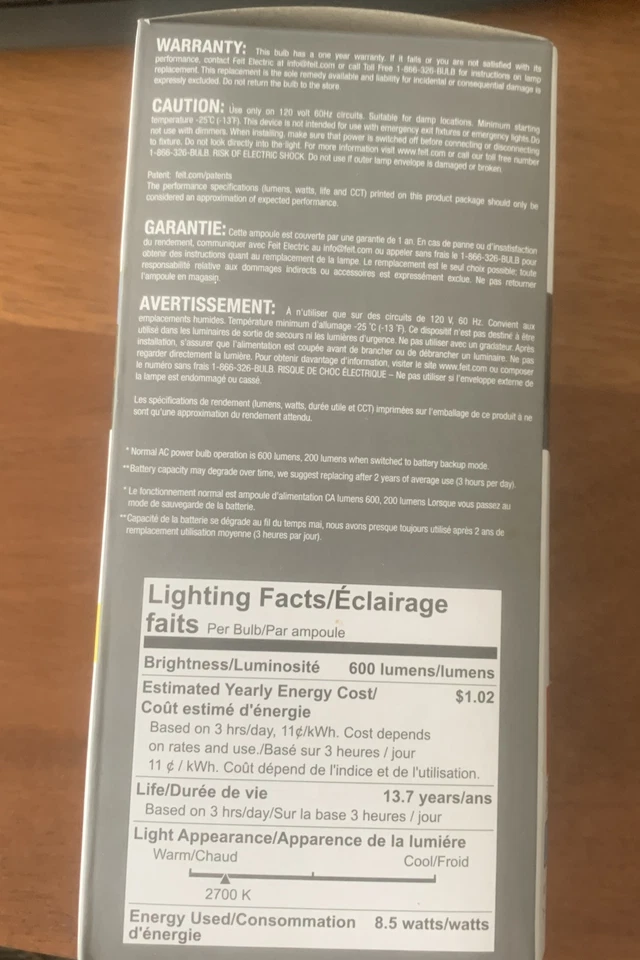 WARRANTY: This bulb has a one year warranty. If it fails or you are not satisfied with its
performance, contact Feit Electric at info@feit.com or call Toll Free 1-866-326-BULB for instructions on lamp
replacement. This replacement is the sole remedy available and liability for incidental or consequential damage is
expressly excluded. Do not return the bulb to the store.
CAUTION: Use only on 120 volt 60Hz circuits. Suitable for damp locations. Minimum starting
temperature -25°C (-13°F). This device is not intended for use with emergency exit fixtures or emergency lights. Do
not use with dimmers. When installing, make sure that power is switched off before connecting or disconnecting
to fixture. Do not look directly into the light. For more information visit www.feit.com or call our toll free number
1-866-326-BULB. RISK OF ELECTRIC SHOCK. Do not use if outer lamp envelope is damaged or broken.
Patent: feit.com/patents
The performance specifications (lumens, watts, life and CCT) printed on this product package should only be
considered an approximation of expected performance.
GARANTIE: Cette ampoule est couverte par une garantie de 1 an. En cas de panne ou d'insatisfaction
du rendement, communiquer avec Feit Electric au info@feit.com ou appeler sans frais le 1-866-326-BULB pour
obtenir des instructions quant au remplacement de la lampe. Le remplacement est le seul choix possible; toute
responsabilité relative aux dommages indirects ou accessoires est expressément exclue. Ne pas retourner
l'ampoule en magasin.
AVERTISSEMENT: À n'utiliser que sur des circuits de 120 V, 60 Hz. Convient aux
emplacements humides. Température minimum d'allumage -25 °C (-13 °F). Ce dispositif n'est pas destiné à être
utilisé dans les luminaires de sortie de secours ni les lumières d'urgence. Ne pas utiliser avec un gradateur. Après
installation, s'assurer que l'alimentation est coupée avant de brancher ou de débrancher un luminaire. Ne pas
regarder directement la lumière. Pour obtenir davantage d'information, visiter le site www.feit.com ou composer
le numéro sans frais 1-866-326-BULB. RISQUE DE CHOC ÉLECTRIQUE – Ne pas utiliser si l'enveloppe externe de
la lampe est endommagé ou cassé.
Les spécifications de rendement (lumens, watts, durée utile et CCT) imprimées sur l'emballage de ce produit à ne
sont qu'une approximation du rendement attendu.
* Normal AC power bulb operation is 600 lumens, 200 lumens when switched to battery backup mode.
**Battery capacity may degrade over time, we suggest replacing after 2 years of average use (3 hours per day).
* Le fonctionnement normal est ampoule d'alimentation CA lumens 600, 200 lumens Lorsque vous passez au
mode de sauvegarde de la batterie.
**Capacité de la batterie se dégrade au fil du temps mai, nous avons presque toujours utilisé après 2 ans de
remplacement utilisation moyenne (3 heures par jour).
Lighting Facts/Éclairage
faits Per Bulb/Par ampoule
Brightness/Luminosité 600 lumens/lumens
Estimated Yearly Energy Cost/ $1.02
Coût estimé d'énergie
Based on 3 hrs/day, 11¢/kWh. Cost depends
on rates and use./Basé sur 3 heures / jour
11 ¢ / kWh. Coût dépend de l'indice et de l'utilisation.
Life/Durée de vie 13.7 years/ans
Based on 3 hrs/day/Sur la base 3 heures / jour
Light Appearance/Apparence de la lumiére
Warm/Chaud Cool/Froid
2700 K
Energy Used/Consommation 8.5 watts/watts
d'énergie